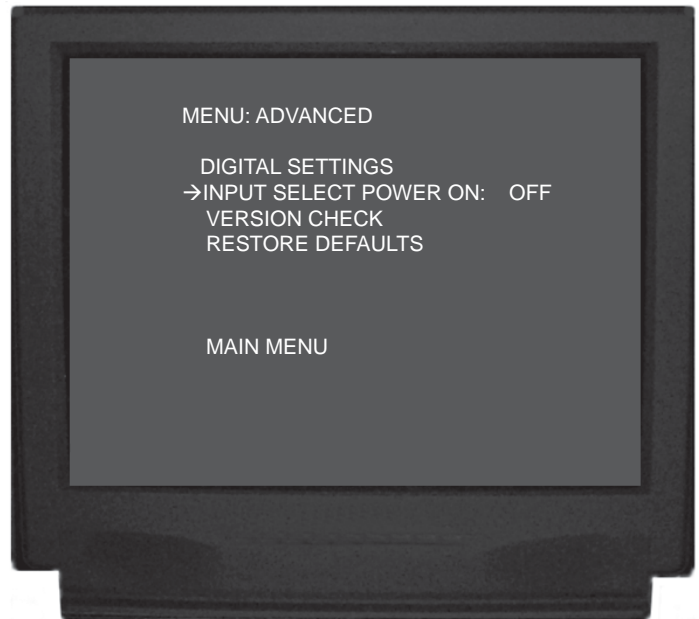 MENU: ADVANCED
DIGITAL SETTINGS
→INPUT SELECT POWER ON: OFF
VERSION CHECK
RESTORE DEFAULTS
MAIN MENU